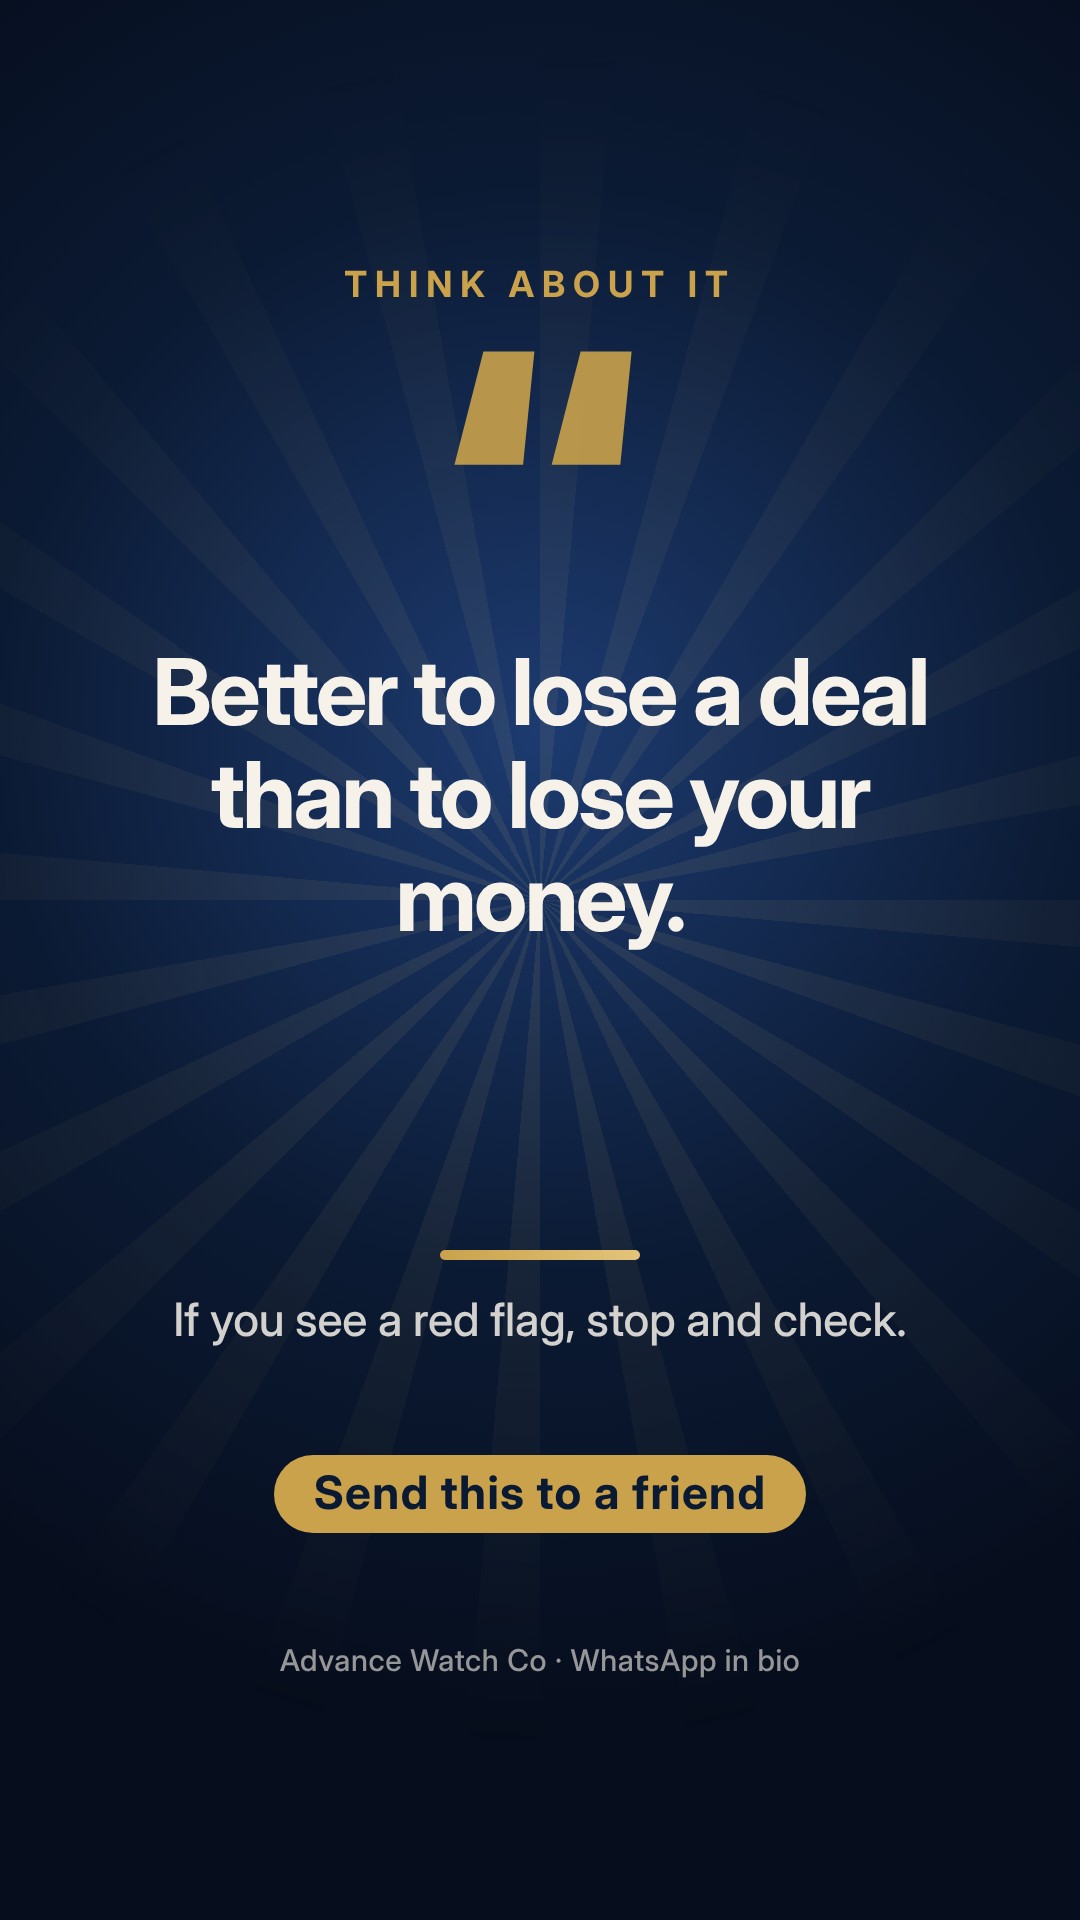 THINK ABOUT IT
"
Better to lose a deal
than to lose your
money.
If you see a red flag, stop and check.
Send this to a friend
Advance Watch Co · WhatsApp in bio